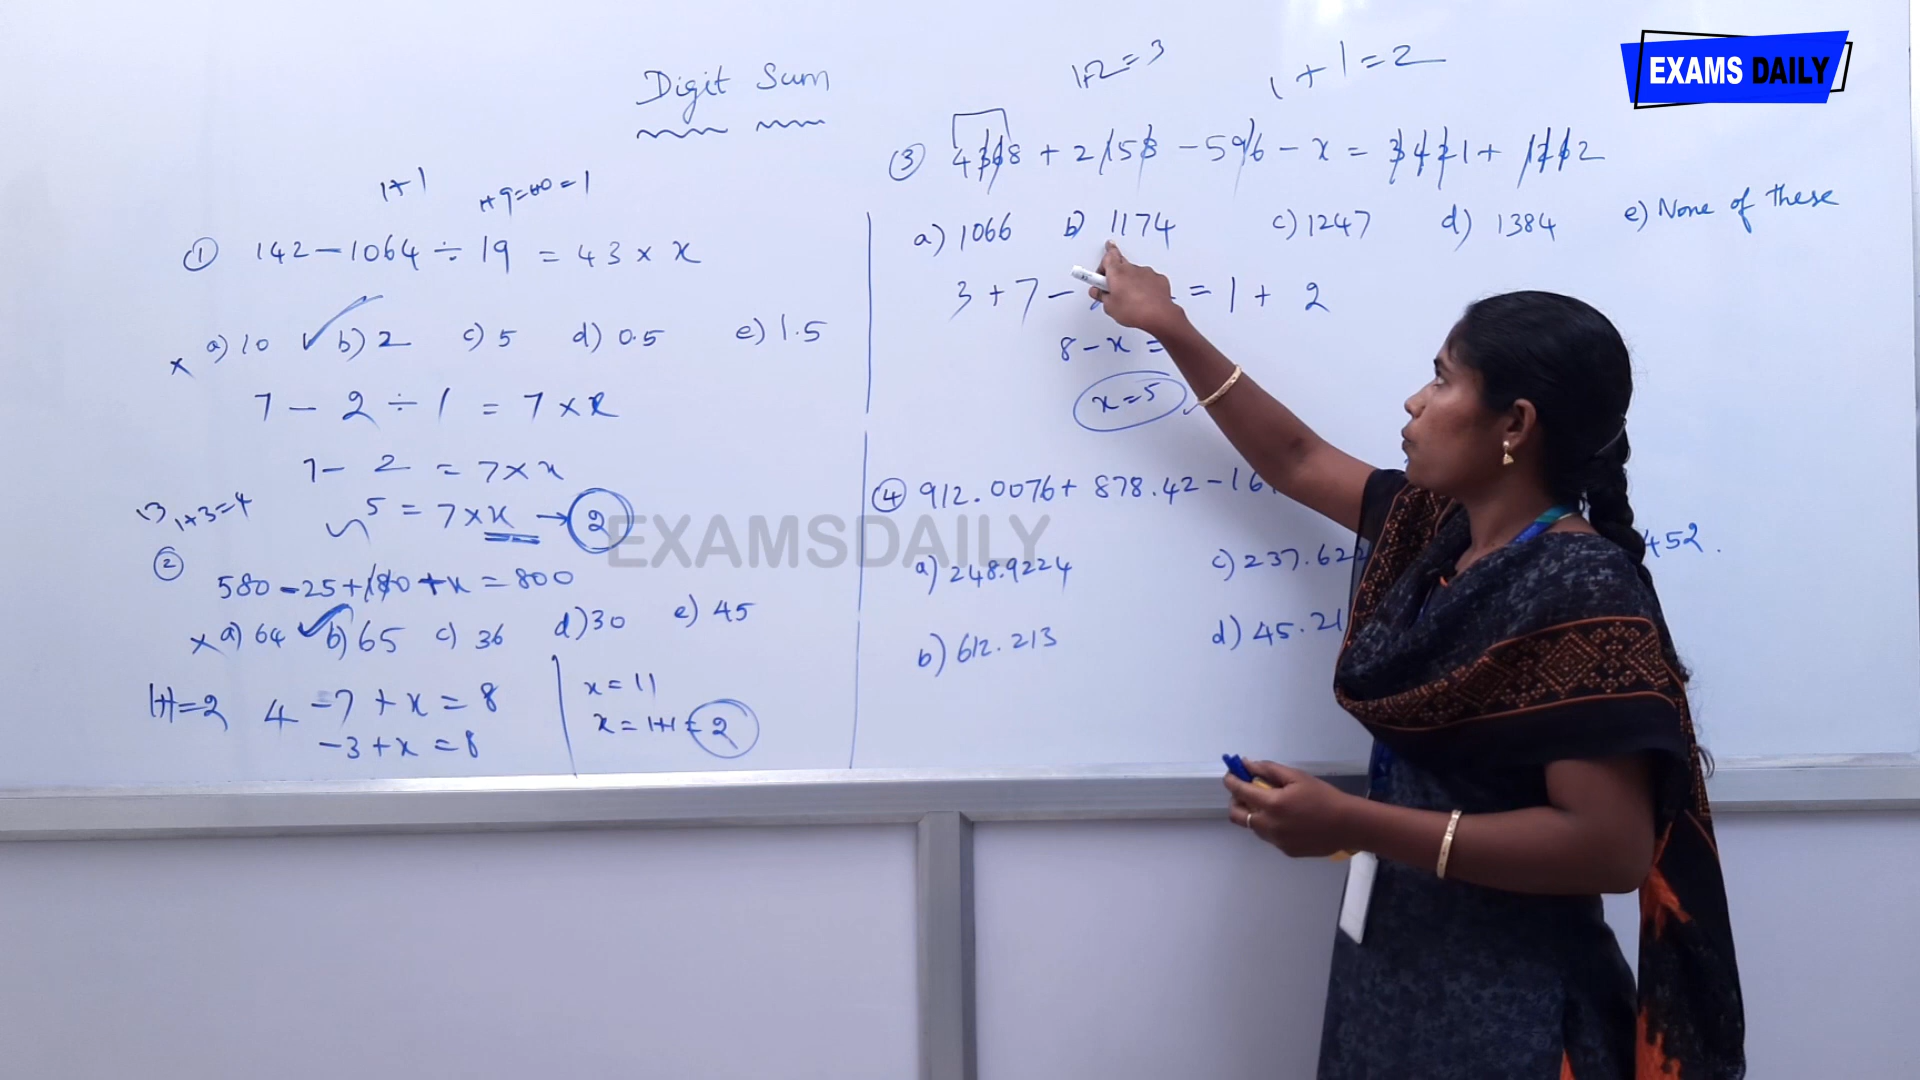 EXAMS DAILY
Digit Sum
1+1
1+9=10=1
① 142 - 1064 ÷ 19 = 43 × x
a) 10 b) 2 c) 5 d) 0.5 e) 1.5
7 - 2 ÷ 1 = 7 × x
7 - 2 = 7 × x
5 = 7 × x → 2
13 1+3=4
② 580 - 25 + 180 + x = 800
a) 64 b) 65 c) 36 d) 30 e) 45
1+1=2
4 - 7 + x = 8
-3 + x = 8
x = 11
x = 1+1 = 2
1+2=3
1+1=2
③ 4368 + 2158 - 596 - x = 3421 + 1262
a) 1066 b) 1174 c) 1247 d) 1384 e) None of these
3 + 7 - = 1 + 2
8 - x =
x = 5
④ 912.0076 + 878.42 - 16
a) 248.9224 c) 237.622 452.
b) 612.213 d) 45.21
EXAMSDAILY